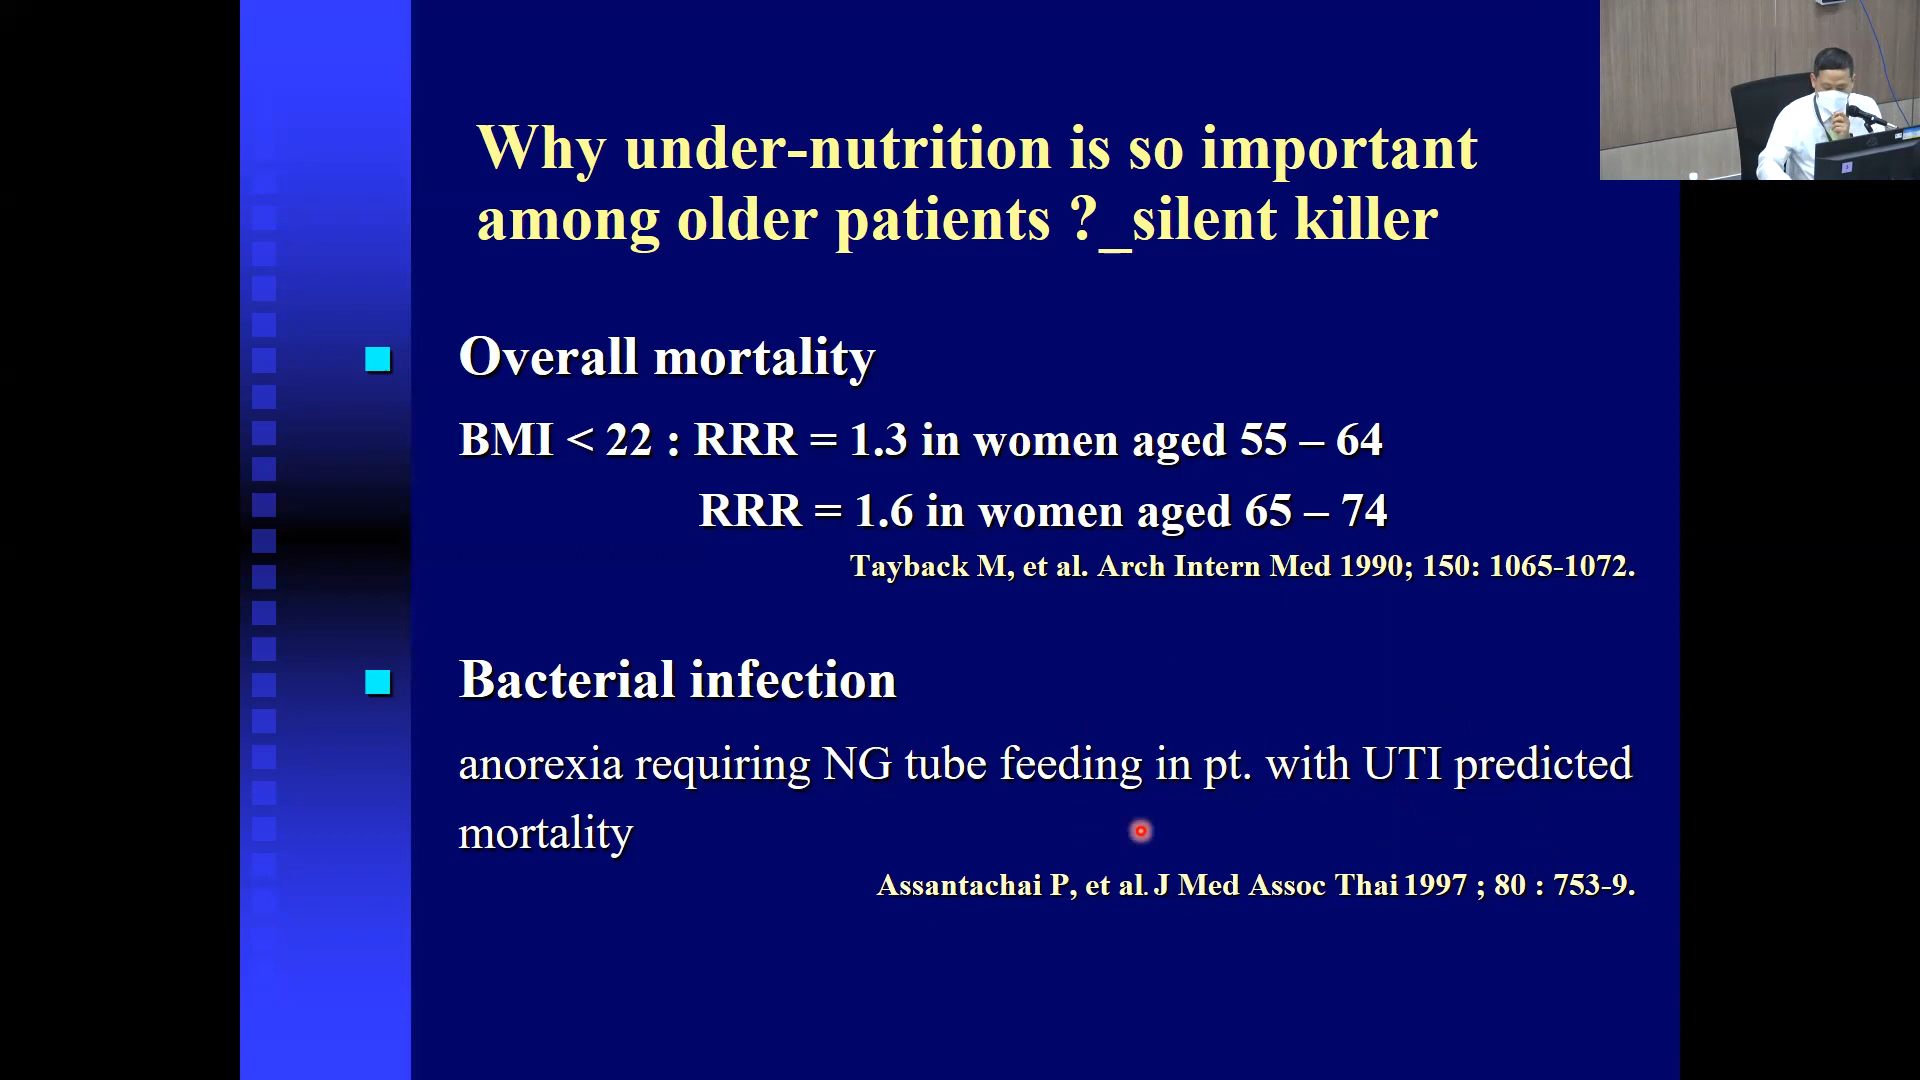 Why under-nutrition is so important
among older patients ?_silent killer
Overall mortality
BMI < 22 : RRR = 1.3 in women aged 55 – 64
RRR = 1.6 in women aged 65 – 74
Tayback M, et al. Arch Intern Med 1990; 150: 1065-1072.
Bacterial infection
anorexia requiring NG tube feeding in pt. with UTI predicted
mortality
Assantachai P, et al. J Med Assoc Thai 1997 ; 80 : 753-9.